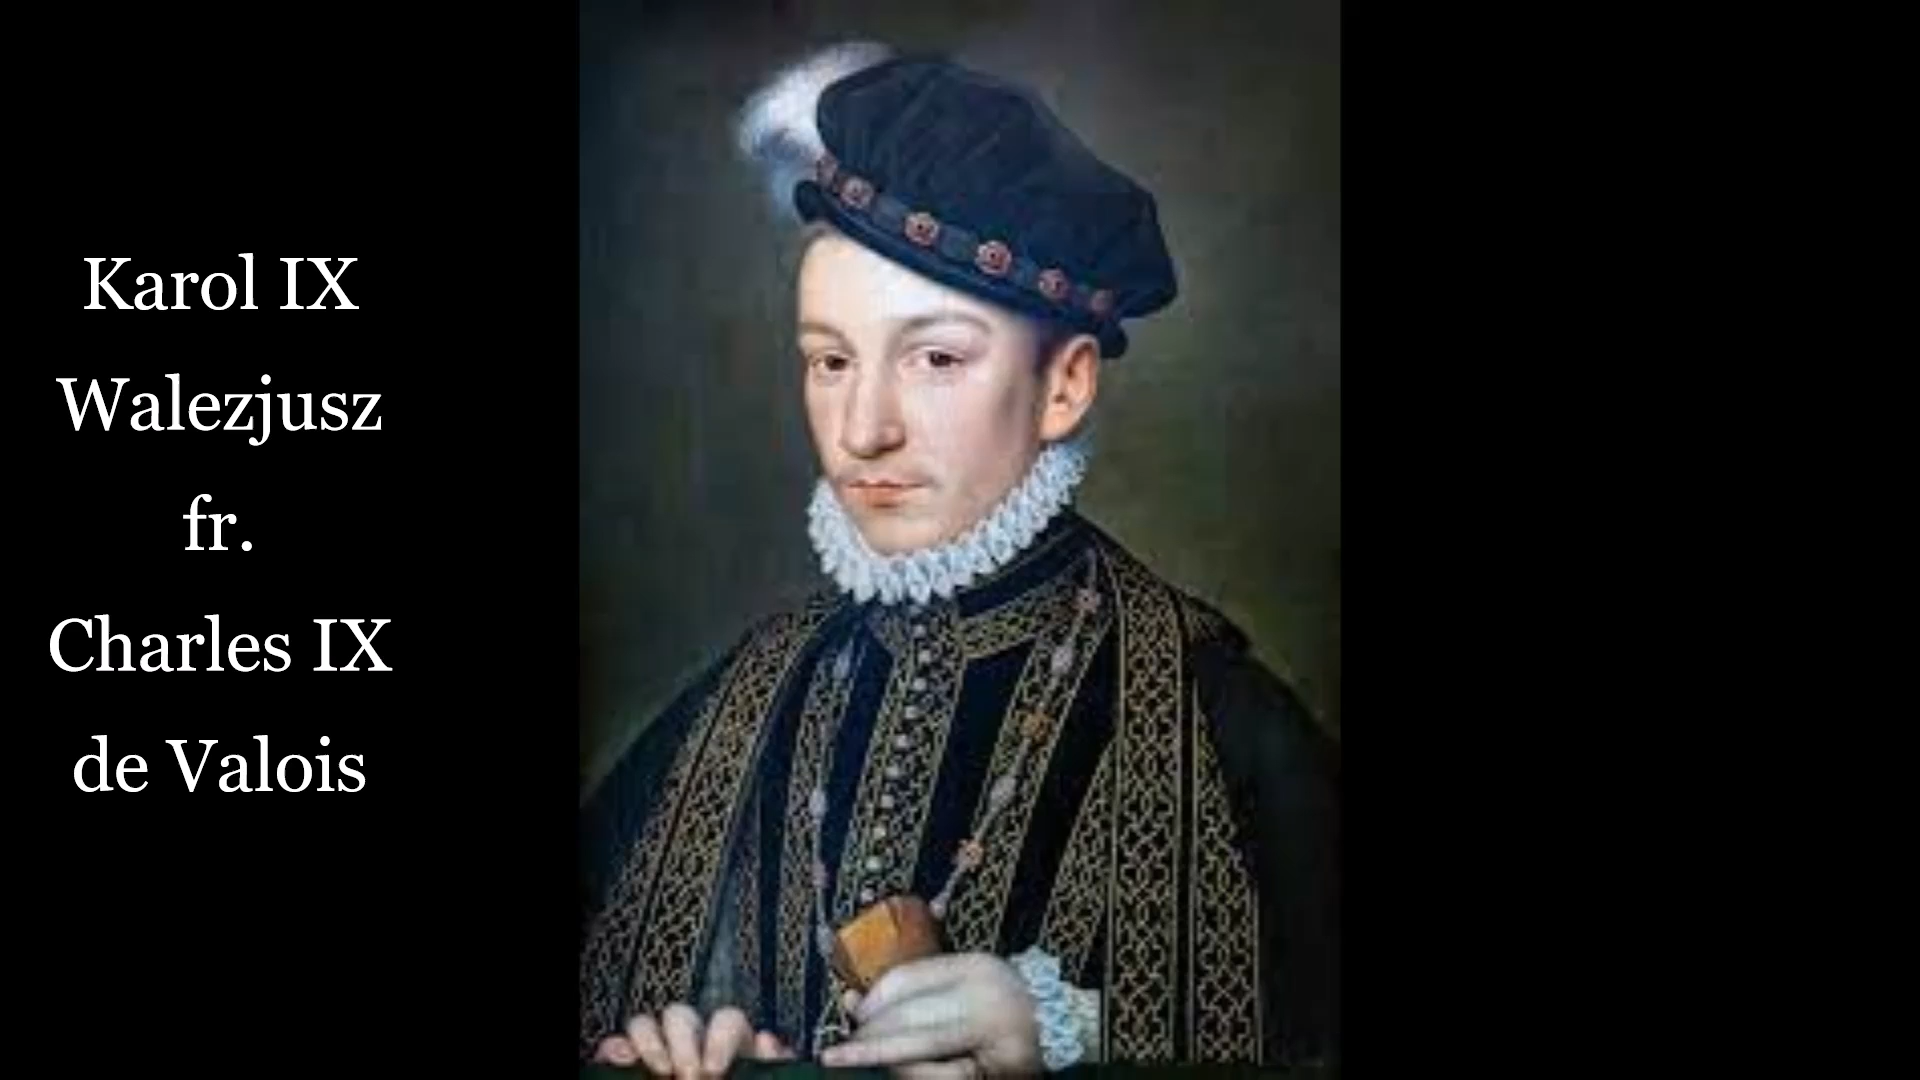 Karol IX
Walezjusz
fr.
Charles IX
de Valois